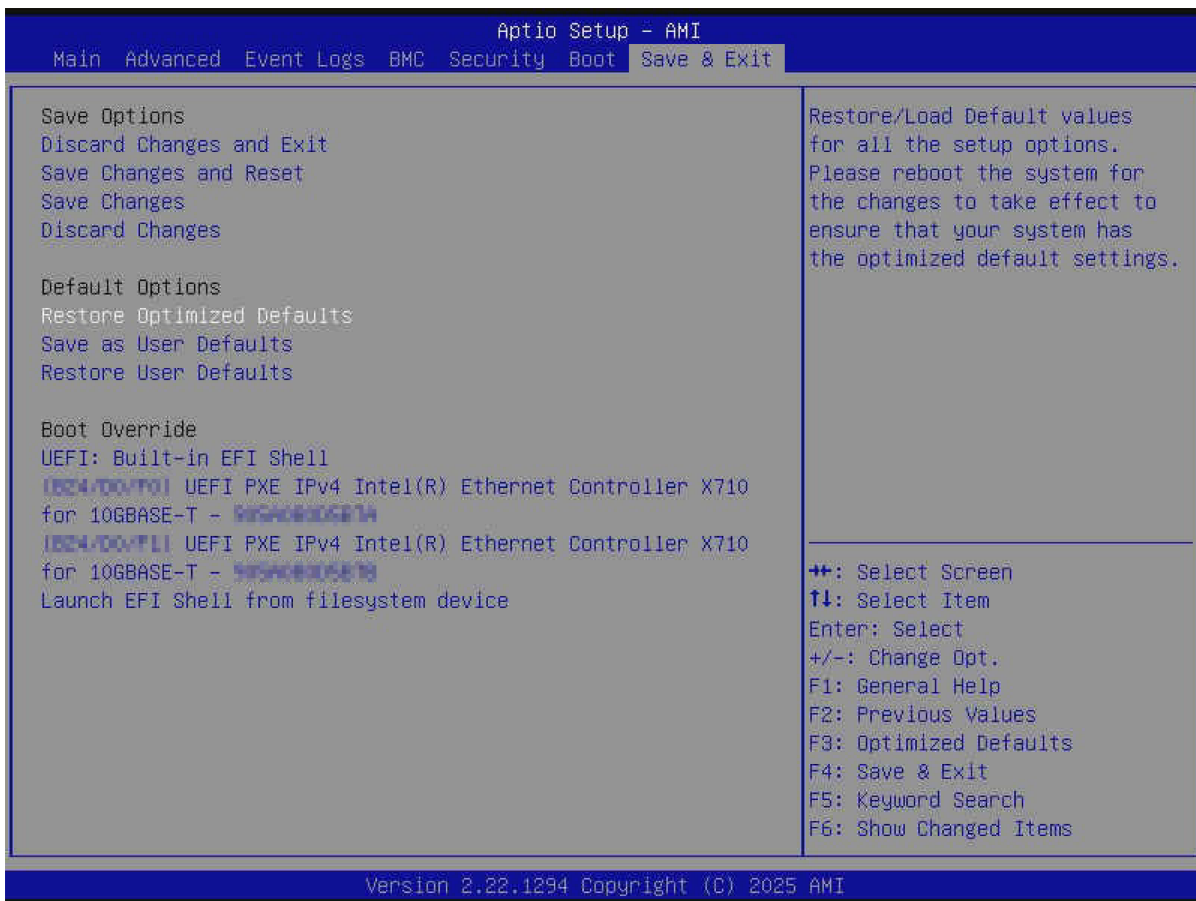 Aptio Setup - AMI
Main Advanced Event Logs BMC Security Boot Save & Exit
Save Options
Discard Changes and Exit
Save Changes and Reset
Save Changes
Discard Changes
Default Options
Restore Optimized Defaults
Save as User Defaults
Restore User Defaults
Boot Override
UEFI: Built-in EFI Shell
UEFI PXE IPv4 Intel(R) Ethernet Controller X710
for 10GBASE-T -
UEFI PXE IPv4 Intel(R) Ethernet Controller X710
for 10GBASE-T -
Launch EFI Shell from filesystem device
Restore/Load Default values
for all the setup options.
Please reboot the system for
the changes to take effect to
ensure that your system has
the optimized default settings.
→←: Select Screen
↑↓: Select Item
Enter: Select
+/-: Change Opt.
F1: General Help
F2: Previous Values
F3: Optimized Defaults
F4: Save & Exit
F5: Keyword Search
F6: Show Changed Items
Version 2.22.1294 Copyright (C) 2025 AMI